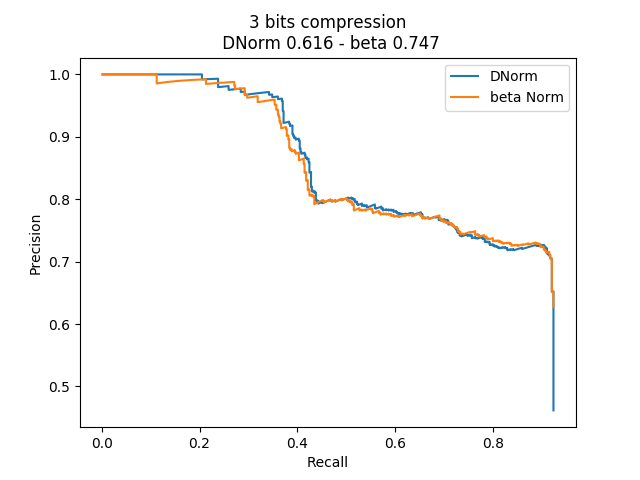 3 bits compression
DNorm 0.616 - beta 0.747
DNorm
beta Norm
1.0
0.9
0.8
0.7
0.6
0.5
Precision
0.0 0.2 0.4 0.6 0.8
Recall